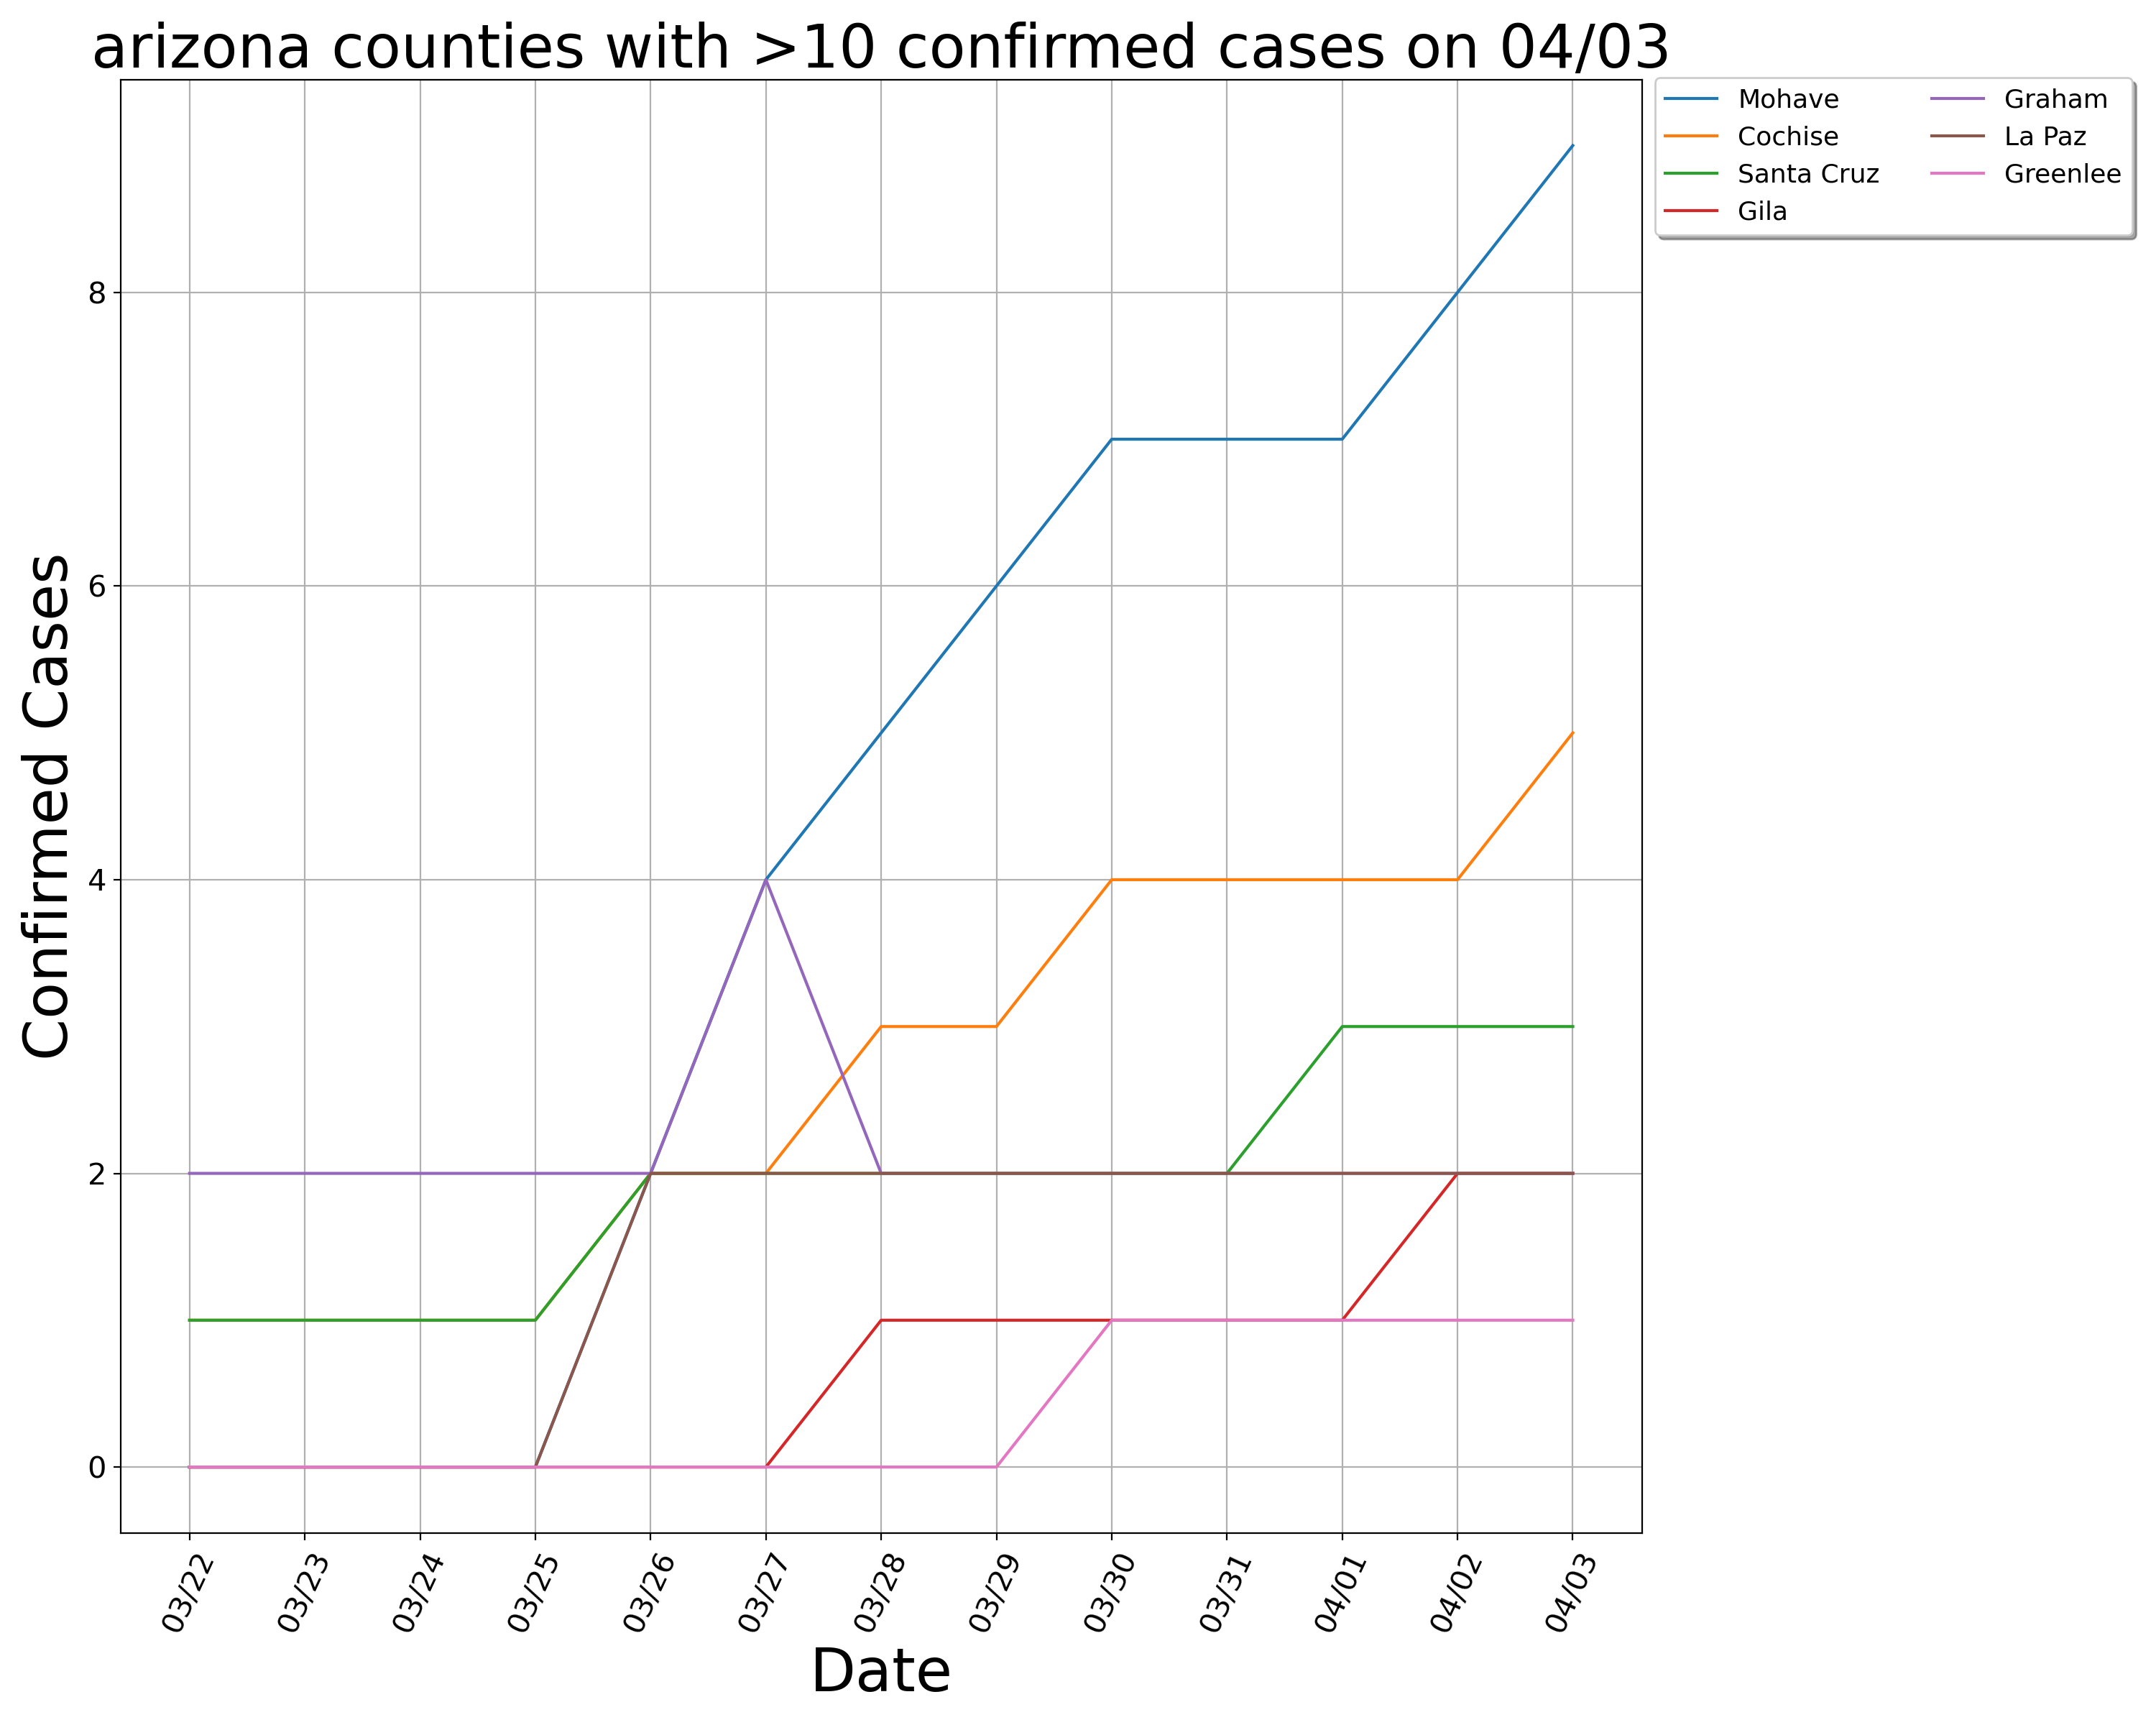 arizona counties with >10 confirmed cases on 04/03
Mohave
Cochise
Santa Cruz
Gila
Graham
La Paz
Greenlee
Confirmed Cases
8
6
4
2
0
03/22
03/23
03/24
03/25
03/26
03/27
03/28
03/29
03/30
03/31
04/01
04/02
04/03
Date